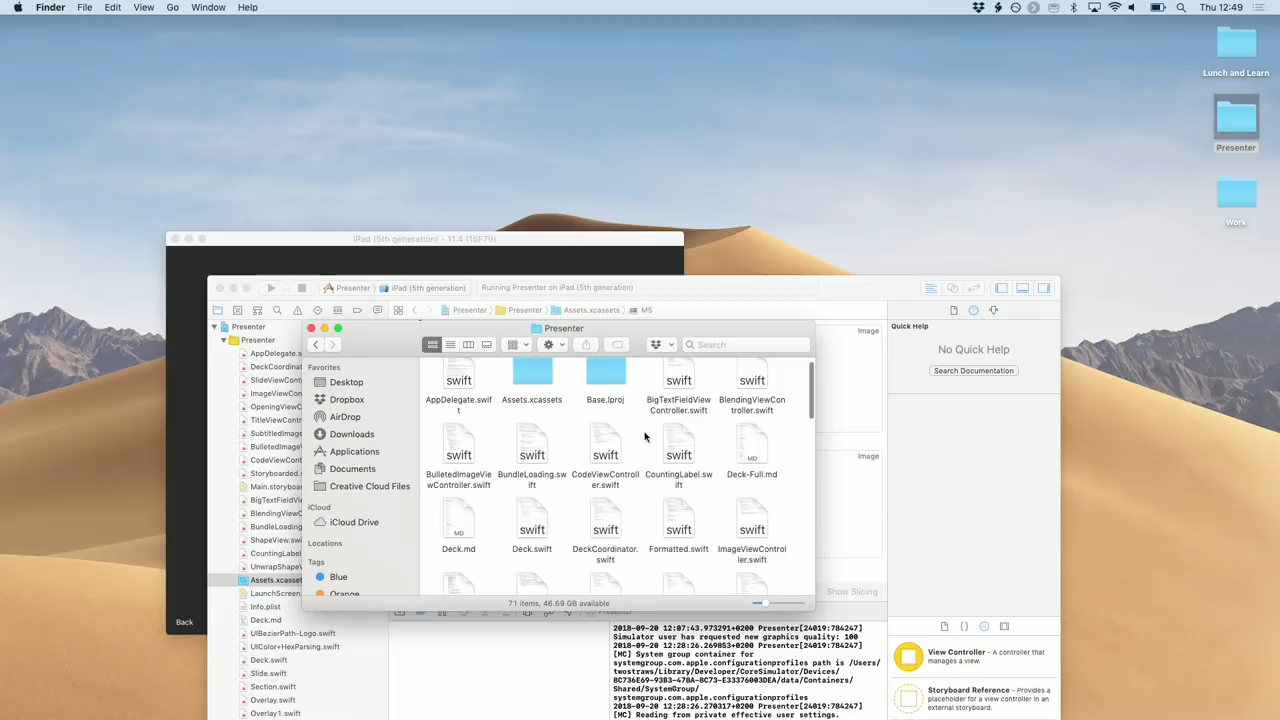 Finder File Edit View Go Window Help
Thu 12:49
Lunch and Learn
Presenter
Work
iPad (5th generation) - 11.4 (15F79)
Back
Presenter iPad (5th generation)
Running Presenter on iPad (5th generation)
Presenter Presenter Assets.xcassets MS
Presenter
Presenter
AppDelegate.s
DeckCoordinat
SlideViewCont
ImageViewCon
OpeningViewC
TitleViewContr
SubtitledImage
BulletedImageV
CodeViewContr
Storyboarded.s
Main.storyboar
BigTextFieldVi
BlendingViewC
BundleLoading
ShapeView.swi
CountingLabel
UnwrapShapeV
Assets.xcasset
LaunchScreen.
Info.plist
Deck.md
UIBezierPath-Logo.swift
UIColor+HexParsing.swift
Deck.swift
Slide.swift
Section.swift
Overlay.swift
Overlay1.swift
Presenter
Search
Favorites
Desktop
Dropbox
AirDrop
Downloads
Applications
Documents
Creative Cloud Files
iCloud
iCloud Drive
Locations
Tags
Blue
Orange
swift
AppDelegate.swif
t
Assets.xcassets
Base.lproj
swift
BigTextFieldView
Controller.swift
swift
BlendingViewCon
troller.swift
swift
BulletedImageVie
wController.swift
swift
BundleLoading.sw
ift
swift
CodeViewControll
er.swift
swift
CountingLabel.sw
ift
MD
Deck-Full.md
MD
Deck.md
swift
Deck.swift
swift
DeckCoordinator.
swift
swift
Formatted.swift
swift
ImageViewControl
ler.swift
71 items, 46.69 GB available
Image
Image
Show Slicing
Quick Help
No Quick Help
Search Documentation
Presenter
2018-09-20 12:07:43.973291+0200 Presenter[24019:784247]
Simulator user has requested new graphics quality: 100
2018-09-20 12:28:26.269853+0200 Presenter[24019:784247]
[MC] System group container for
systemgroup.com.apple.configurationprofiles path is /Users/
twostraws/Library/Developer/CoreSimulator/Devices/
8C736E69-93B3-478A-8C73-E33376003DEA/data/Containers/
Shared/SystemGroup/
systemgroup.com.apple.configurationprofiles
2018-09-20 12:28:26.270317+0200 Presenter[24019:784247]
[MC] Reading from private effective user settings.
View Controller - A controller that
manages a view.
Storyboard Reference - Provides a
placeholder for a view controller in an
external storyboard.